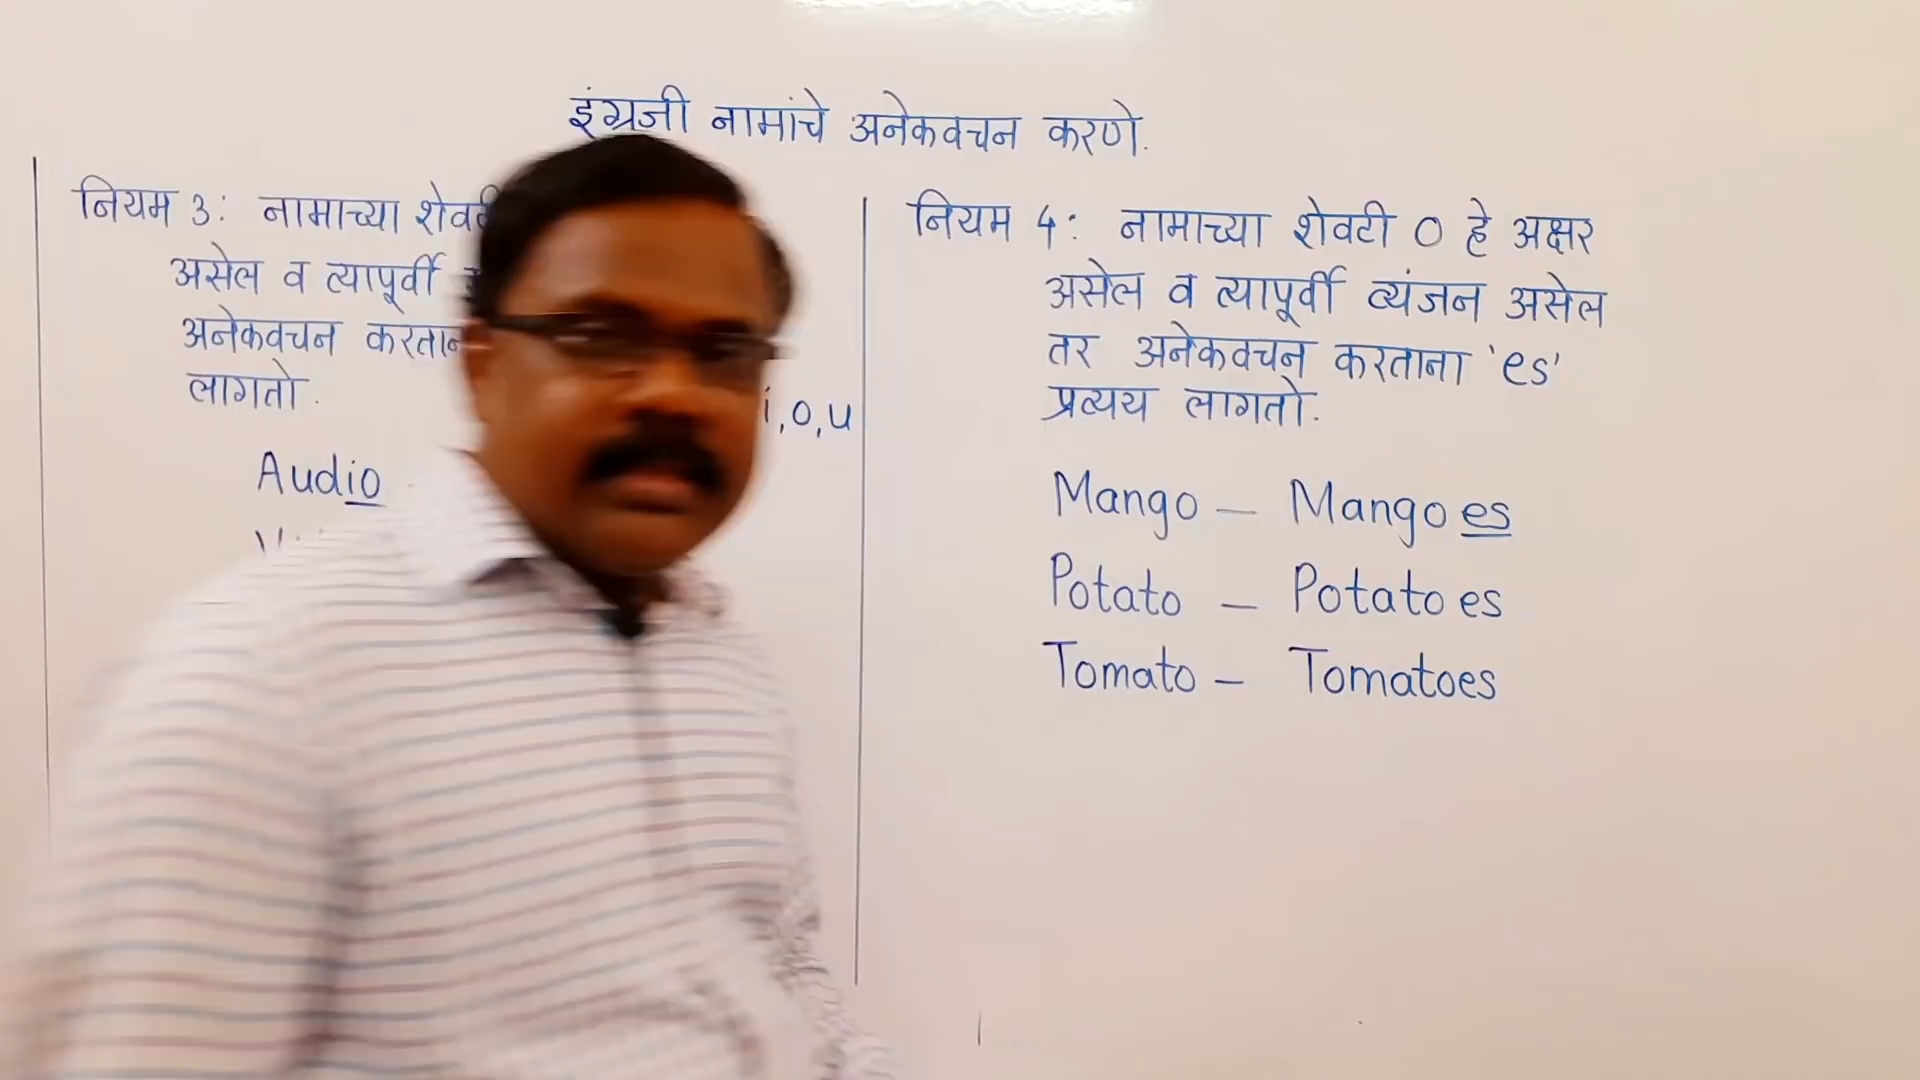 इंग्रजी नामांचे अनेकवचन करणे.
नियम 3: नामाच्या
असेल व त्यापूर्वी
अनेकवचन
लागतो.
i, o, u
Audio
नियम 4: नामाच्या शेवटी O हे अक्षर
असेल व त्यापूर्वी व्यंजन असेल
तर अनेकवचन करताना 'es'
प्रत्यय लागतो.
Mango – Mangoes
Potato – Potatoes
Tomato – Tomatoes